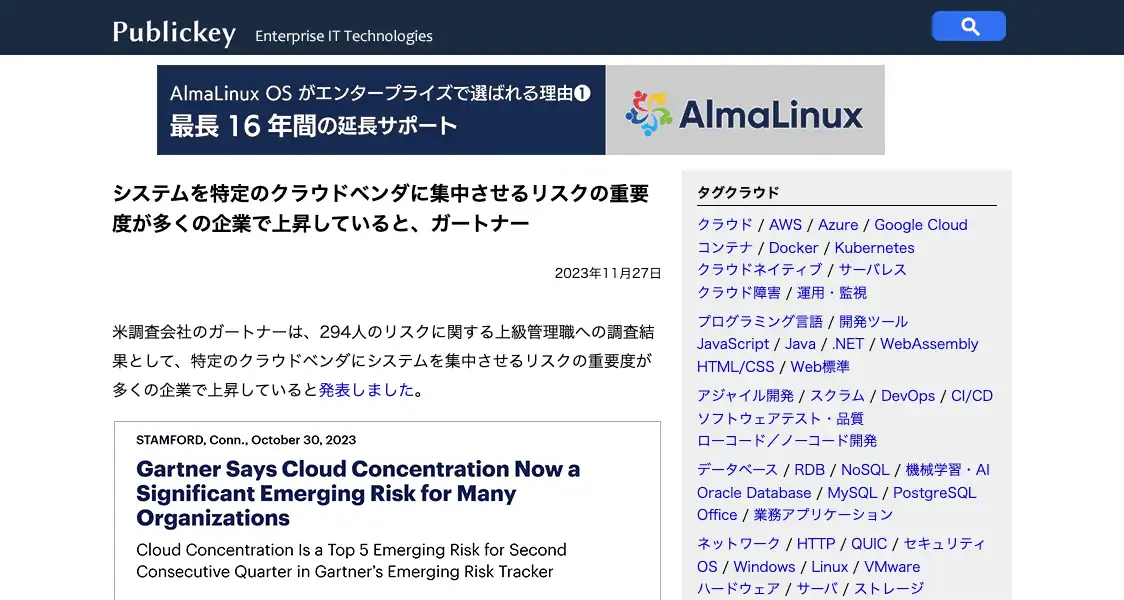 Publickey Enterprise IT Technologies
AlmaLinux OS がエンタープライズで選ばれる理由❶
最長 16 年間の延長サポート
AlmaLinux
システムを特定のクラウドベンダに集中させるリスクの重要
度が多くの企業で上昇していると、ガートナー
2023年11月27日
米調査会社のガートナーは、294人のリスクに関する上級管理職への調査結
果として、特定のクラウドベンダにシステムを集中させるリスクの重要度が
多くの企業で上昇していると発表しました。
STAMFORD, Conn., October 30, 2023
Gartner Says Cloud Concentration Now a
Significant Emerging Risk for Many
Organizations
Cloud Concentration Is a Top 5 Emerging Risk for Second
Consecutive Quarter in Gartner’s Emerging Risk Tracker
タグクラウド
クラウド / AWS / Azure / Google Cloud
コンテナ / Docker / Kubernetes
クラウドネイティブ / サーバレス
クラウド障害 / 運用・監視
プログラミング言語 / 開発ツール
JavaScript / Java / .NET / WebAssembly
HTML/CSS / Web標準
アジャイル開発 / スクラム / DevOps / CI/CD
ソフトウェアテスト・品質
ローコード／ノーコード開発
データベース / RDB / NoSQL / 機械学習・AI
Oracle Database / MySQL / PostgreSQL
Office / 業務アプリケーション
ネットワーク / HTTP / QUIC / セキュリティ
OS / Windows / Linux / VMware
ハードウェア / サーバ / ストレージ